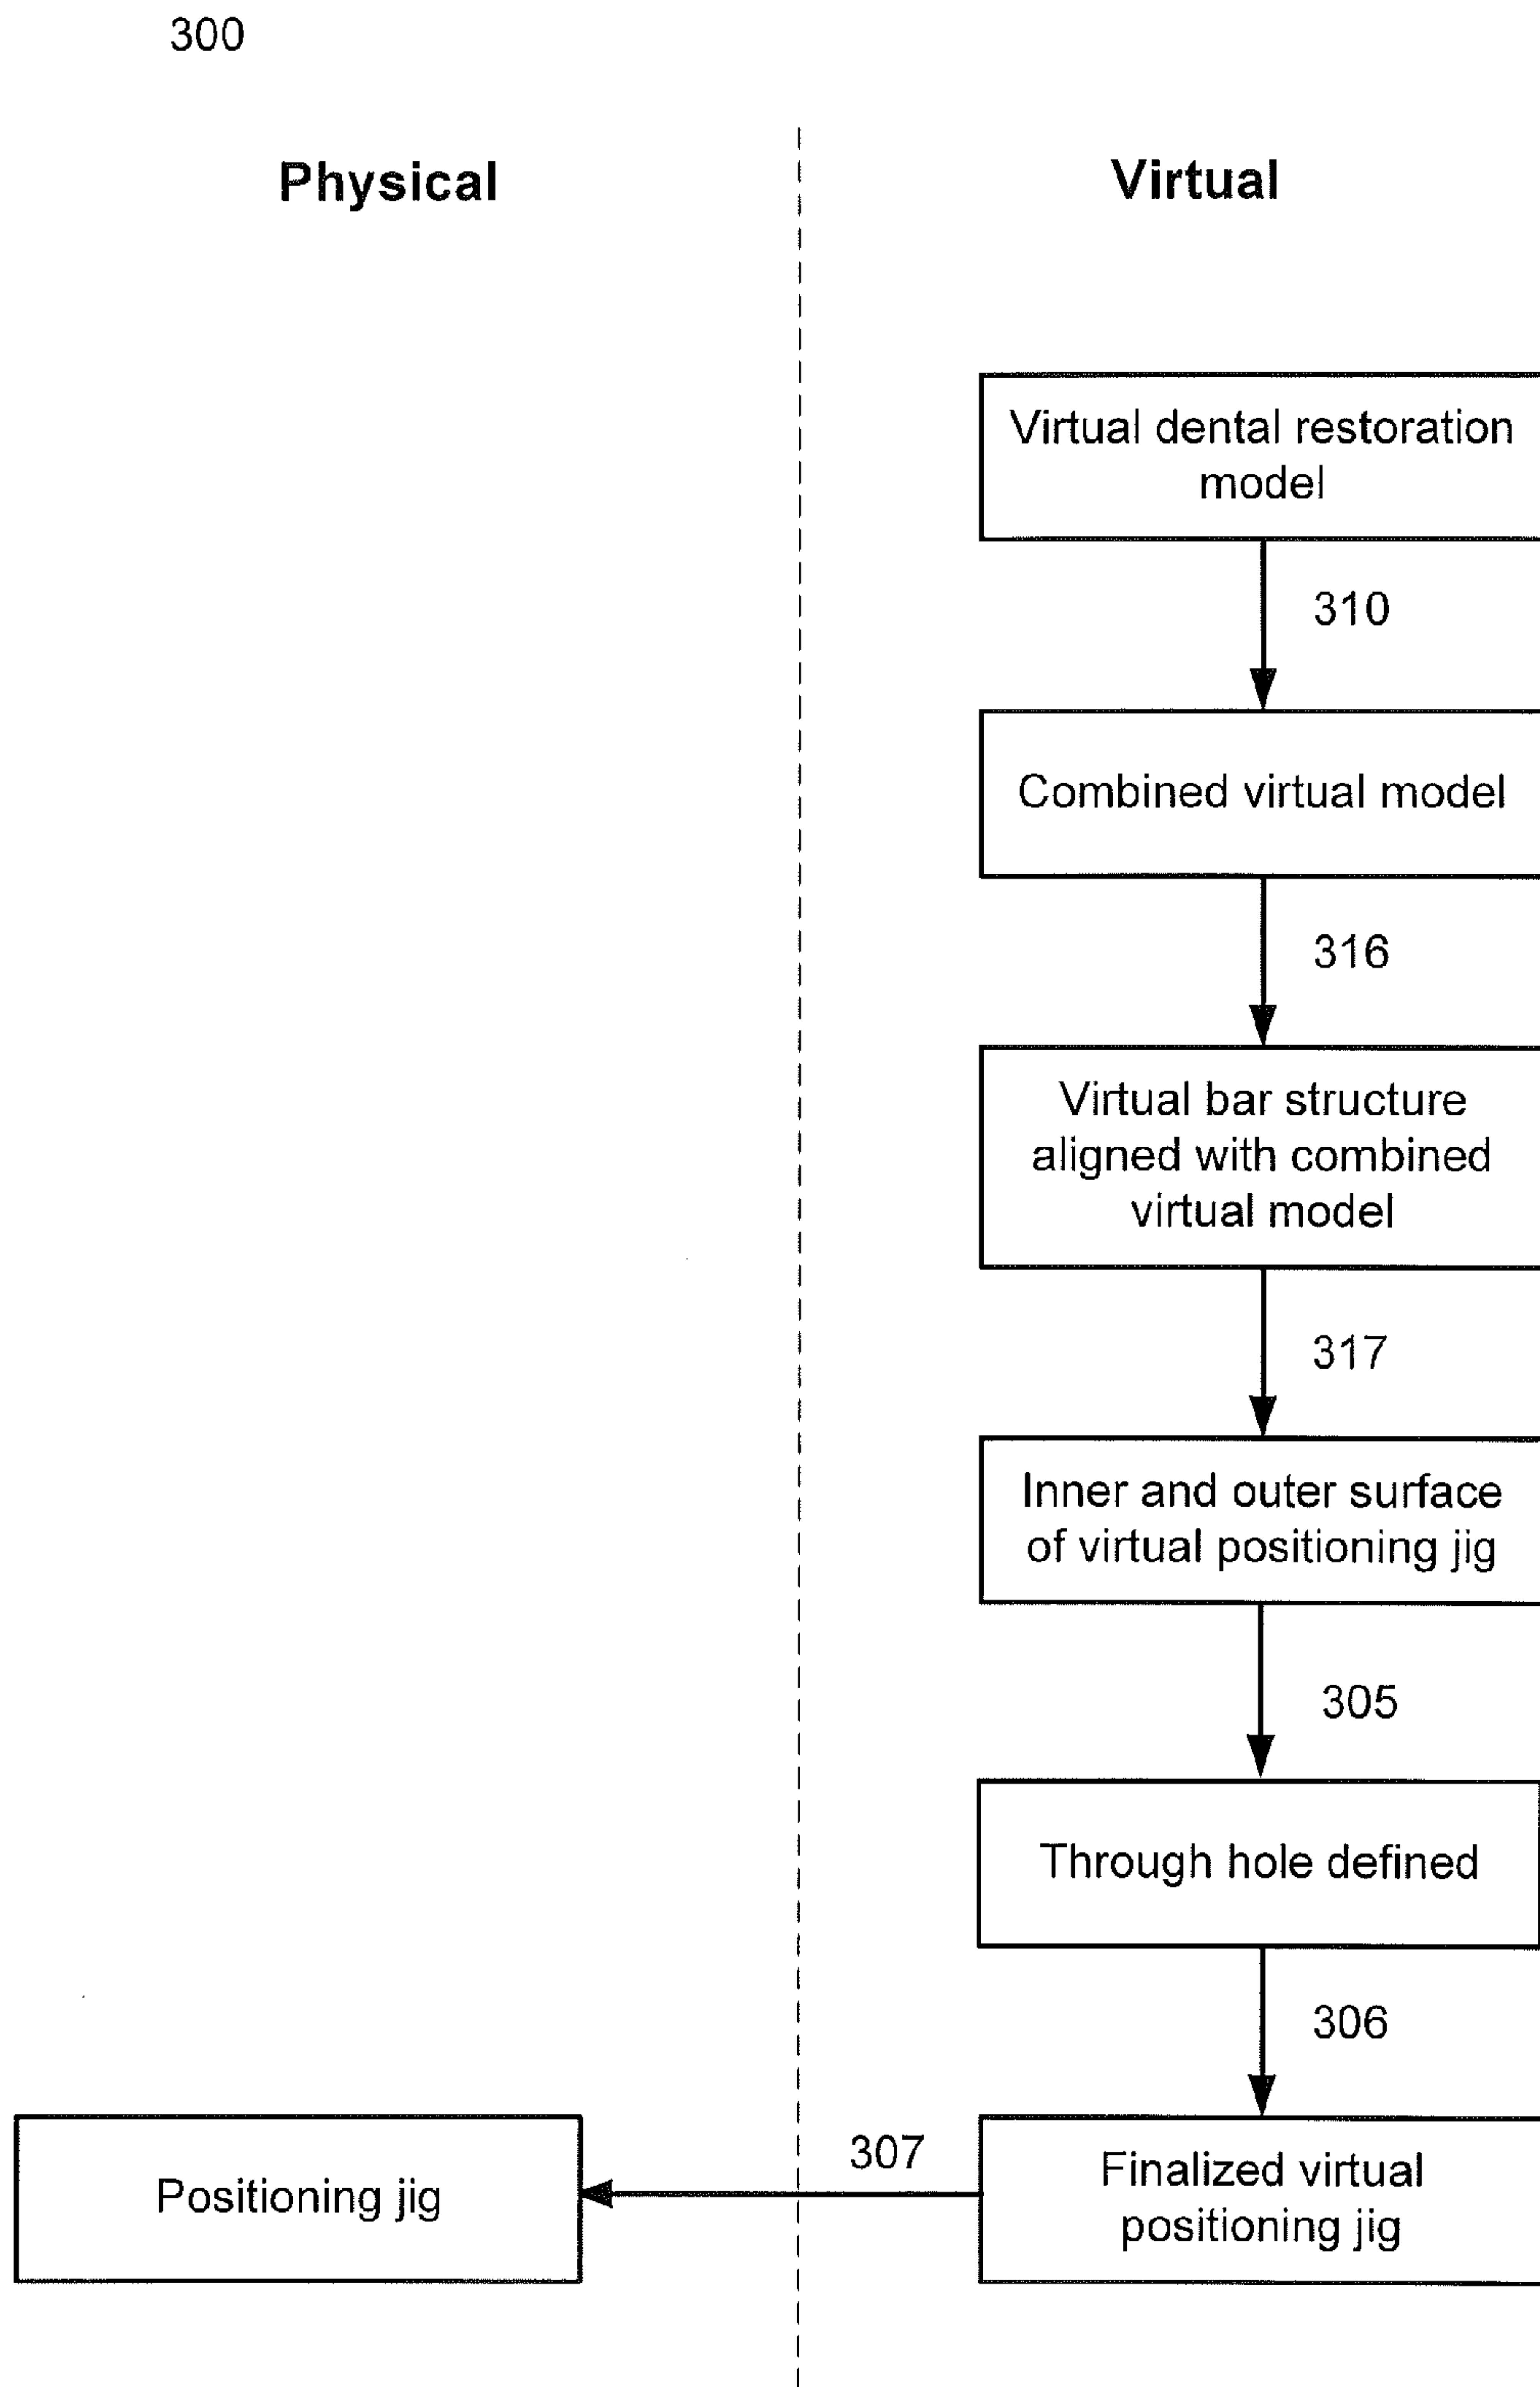 300
Physical
Virtual
Virtual dental restoration
model
310
Combined virtual model
316
Virtual bar structure
aligned with combined
virtual model
317
Inner and outer surface
of virtual positioning jig
305
Through hole defined
306
307
Positioning jig
Finalized virtual
positioning jig